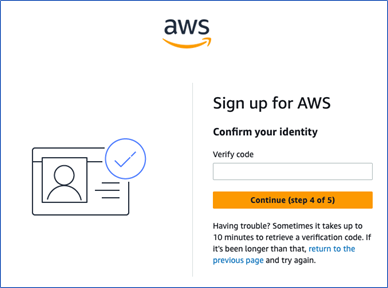 aws
Sign up for AWS
Confirm your identity
Verify code
Continue (step 4 of 5)
Having trouble? Sometimes it takes up to
10 minutes to retrieve a verification code. If
it's been longer than that, return to the
previous page and try again.